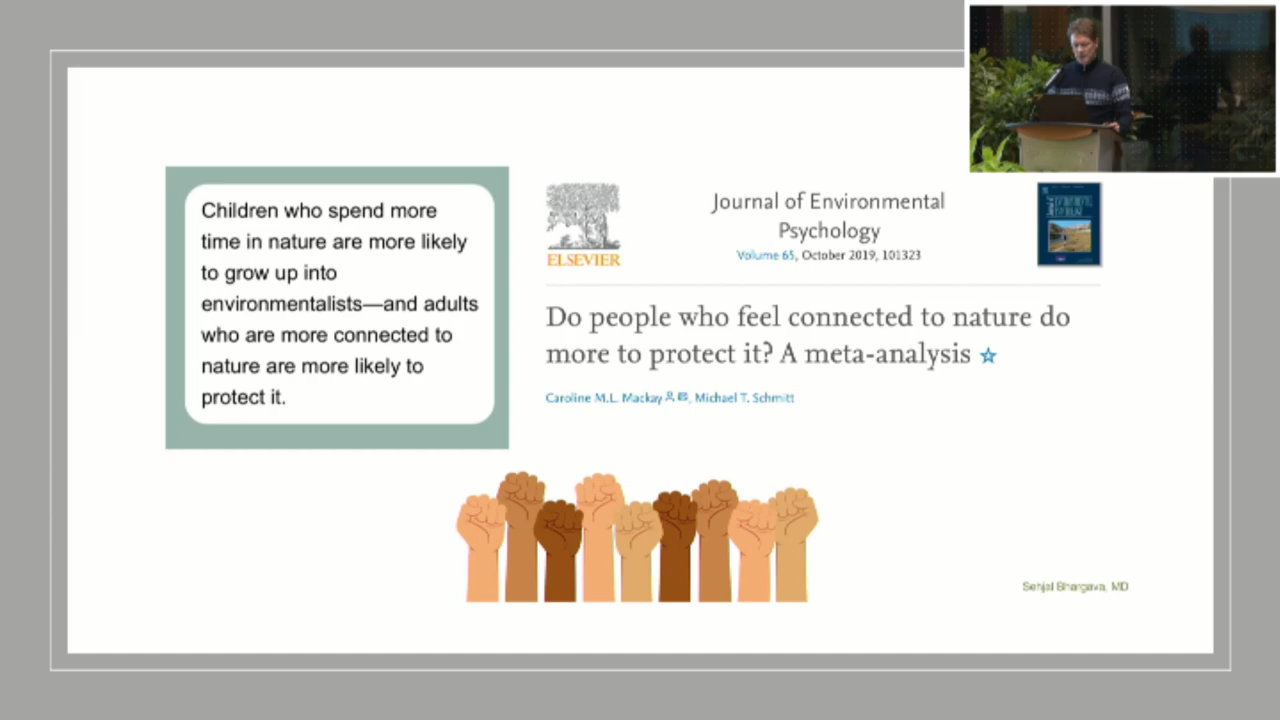 Children who spend more
time in nature are more likely
to grow up into
environmentalists—and adults
who are more connected to
nature are more likely to
protect it.
ELSEVIER
Journal of Environmental
Psychology
Volume 65, October 2019, 101323
Do people who feel connected to nature do
more to protect it? A meta-analysis
Caroline M.L. Mackay, Michael T. Schmitt
Sehjal Bhargava, MD